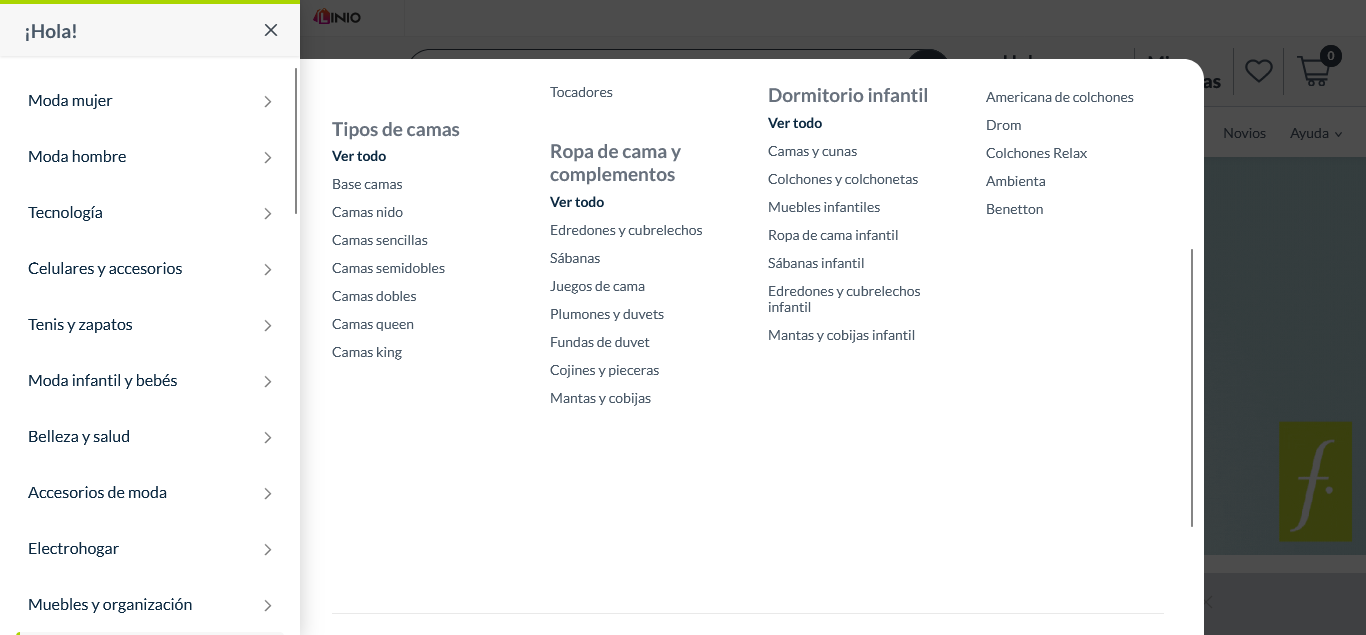 ¡Hola!
Moda mujer
Moda hombre
Tecnología
Celulares y accesorios
Tenis y zapatos
Moda infantil y bebés
Belleza y salud
Accesorios de moda
Electrohogar
Muebles y organización
LINIO
0
Novios
Ayuda
Tipos de camas
Ver todo
Base camas
Camas nido
Camas sencillas
Camas semidobles
Camas dobles
Camas queen
Camas king
Tocadores
Ropa de cama y
complementos
Ver todo
Edredones y cubrelechos
Sábanas
Juegos de cama
Plumones y duvets
Fundas de duvet
Cojines y pieceras
Mantas y cobijas
Dormitorio infantil
Ver todo
Camas y cunas
Colchones y colchonetas
Muebles infantiles
Ropa de cama infantil
Sábanas infantil
Edredones y cubrelechos
infantil
Mantas y cobijas infantil
Americana de colchones
Drom
Colchones Relax
Ambienta
Benetton
f.